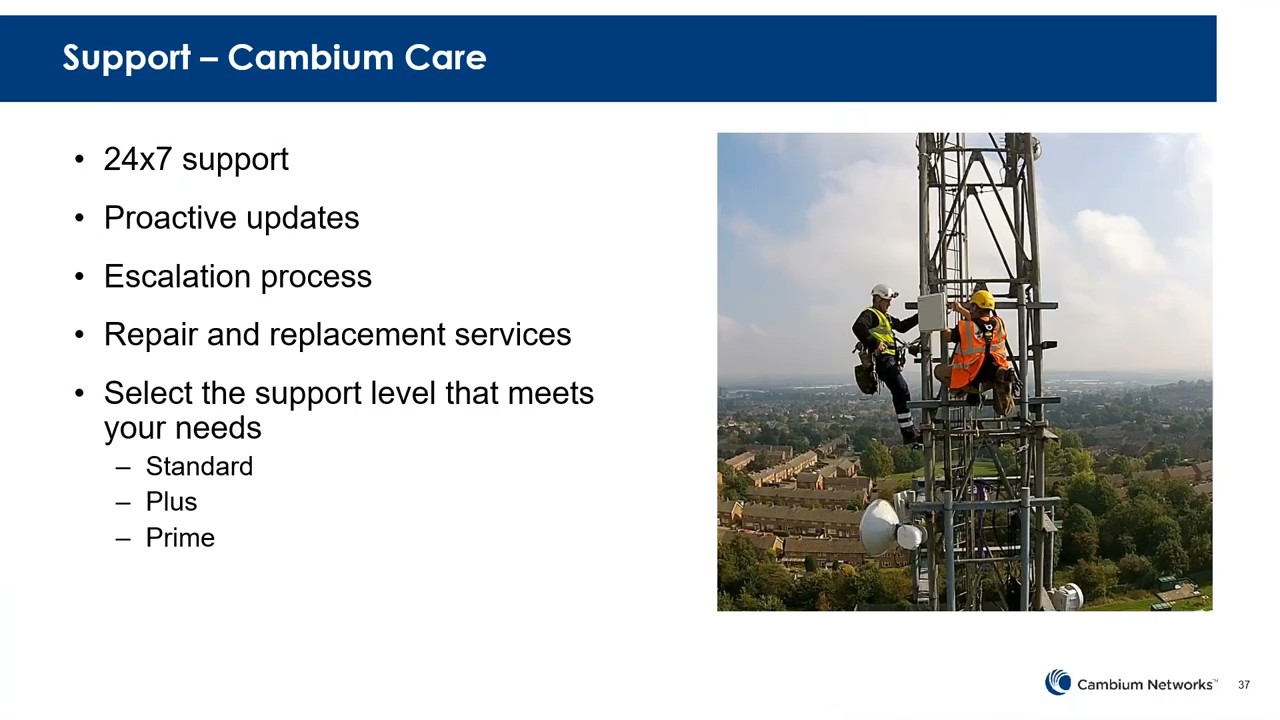 Support – Cambium Care
• 24x7 support
• Proactive updates
• Escalation process
• Repair and replacement services
• Select the support level that meets
your needs
– Standard
– Plus
– Prime
Cambium Networks™
37